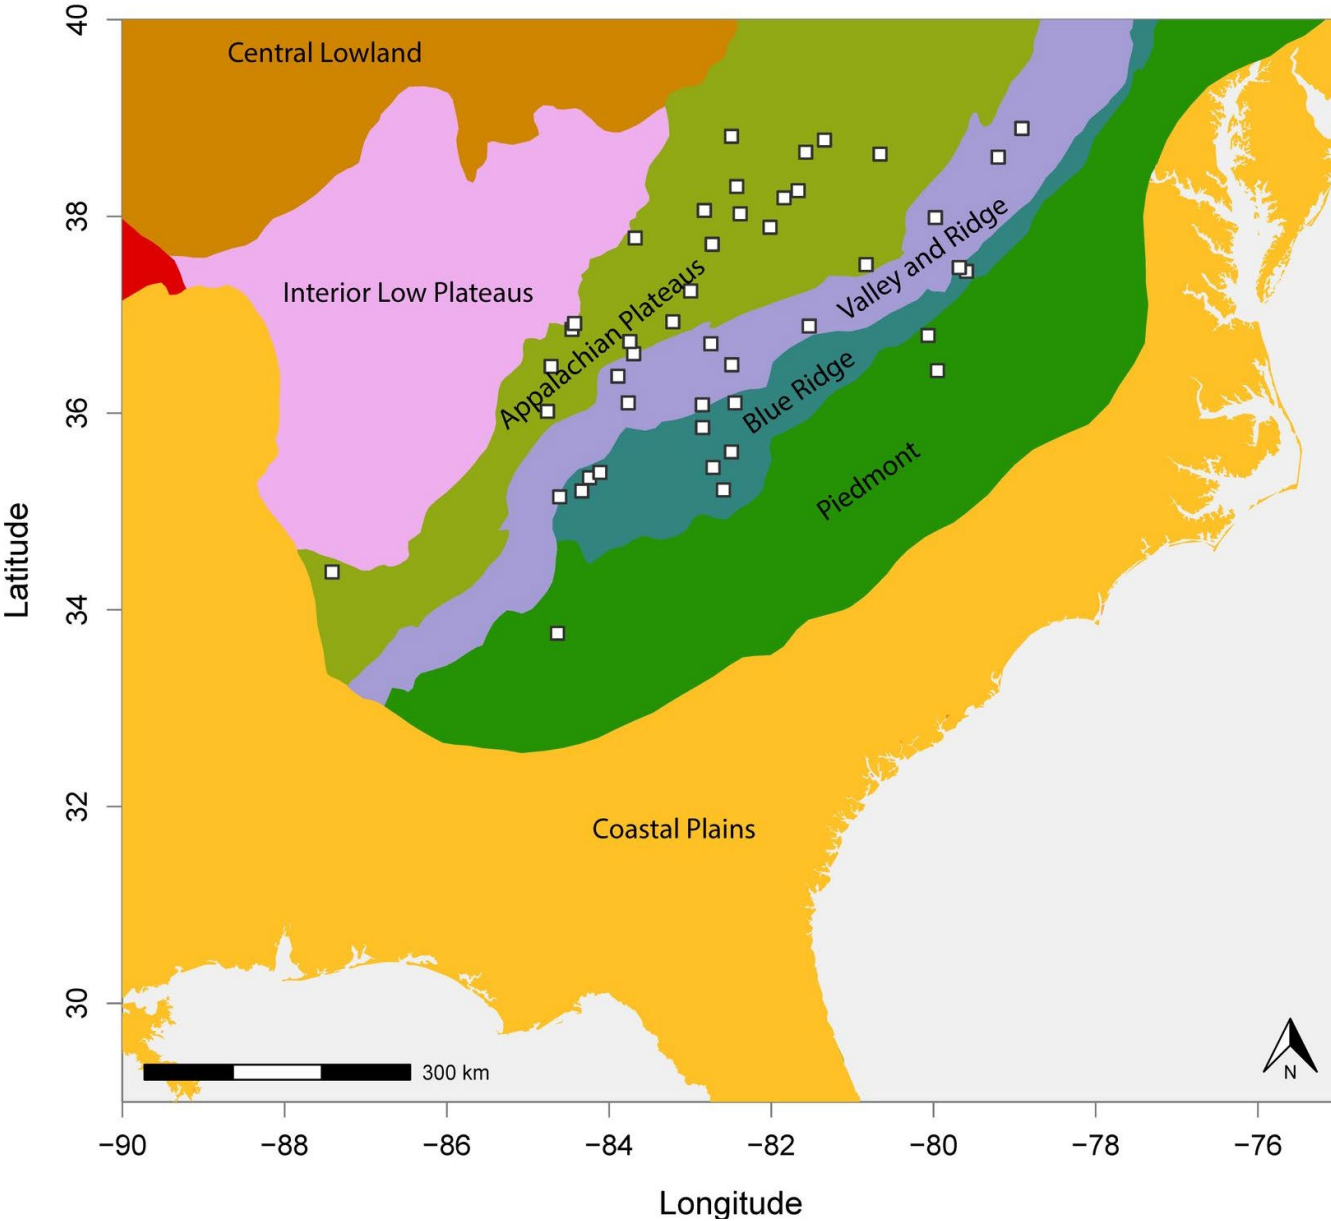 40
Central Lowland
38
Interior Low Plateaus
Appalachian Plateaus
Valley and Ridge
36
Blue Ridge
Piedmont
Latitude
34
32
Coastal Plains
30
300 km
N
−90
−88
−86
−84
−82
−80
−78
−76
Longitude